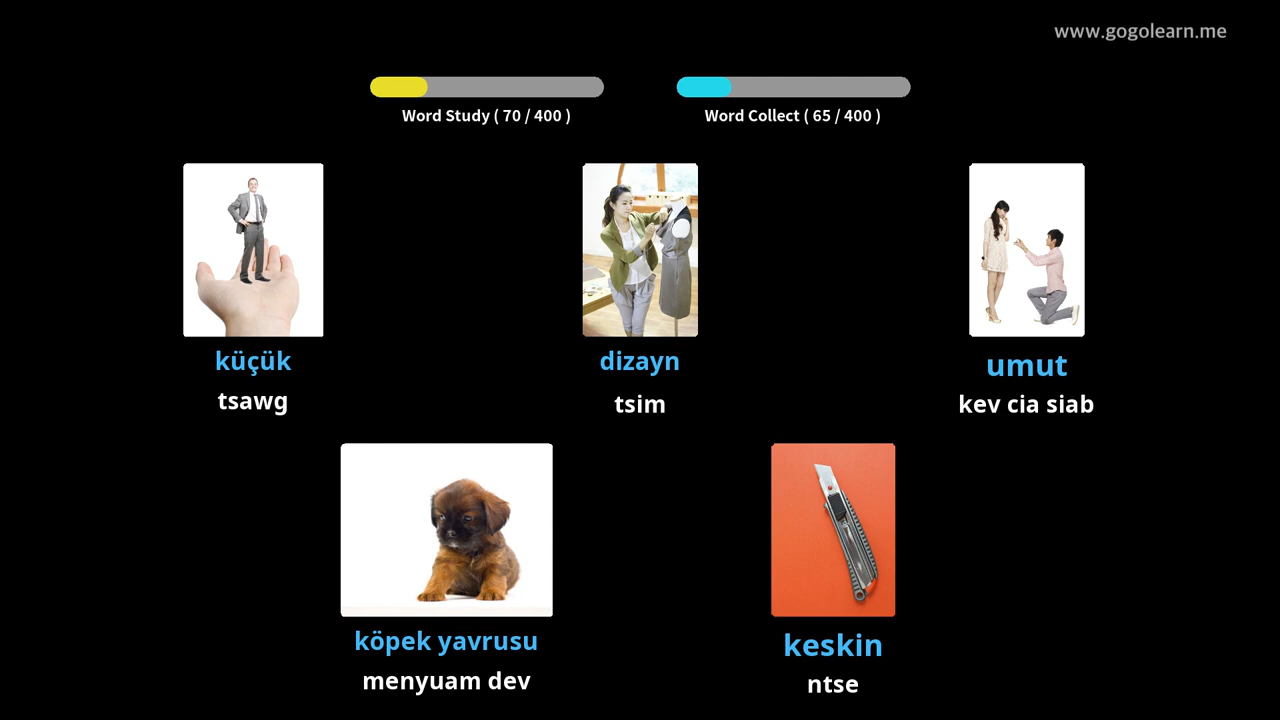 www.gogolearn.me
Word Study ( 70 / 400 )
Word Collect ( 65 / 400 )
küçük
tsawg
dizayn
tsim
umut
kev cia siab
köpek yavrusu
menyuam dev
keskin
ntse